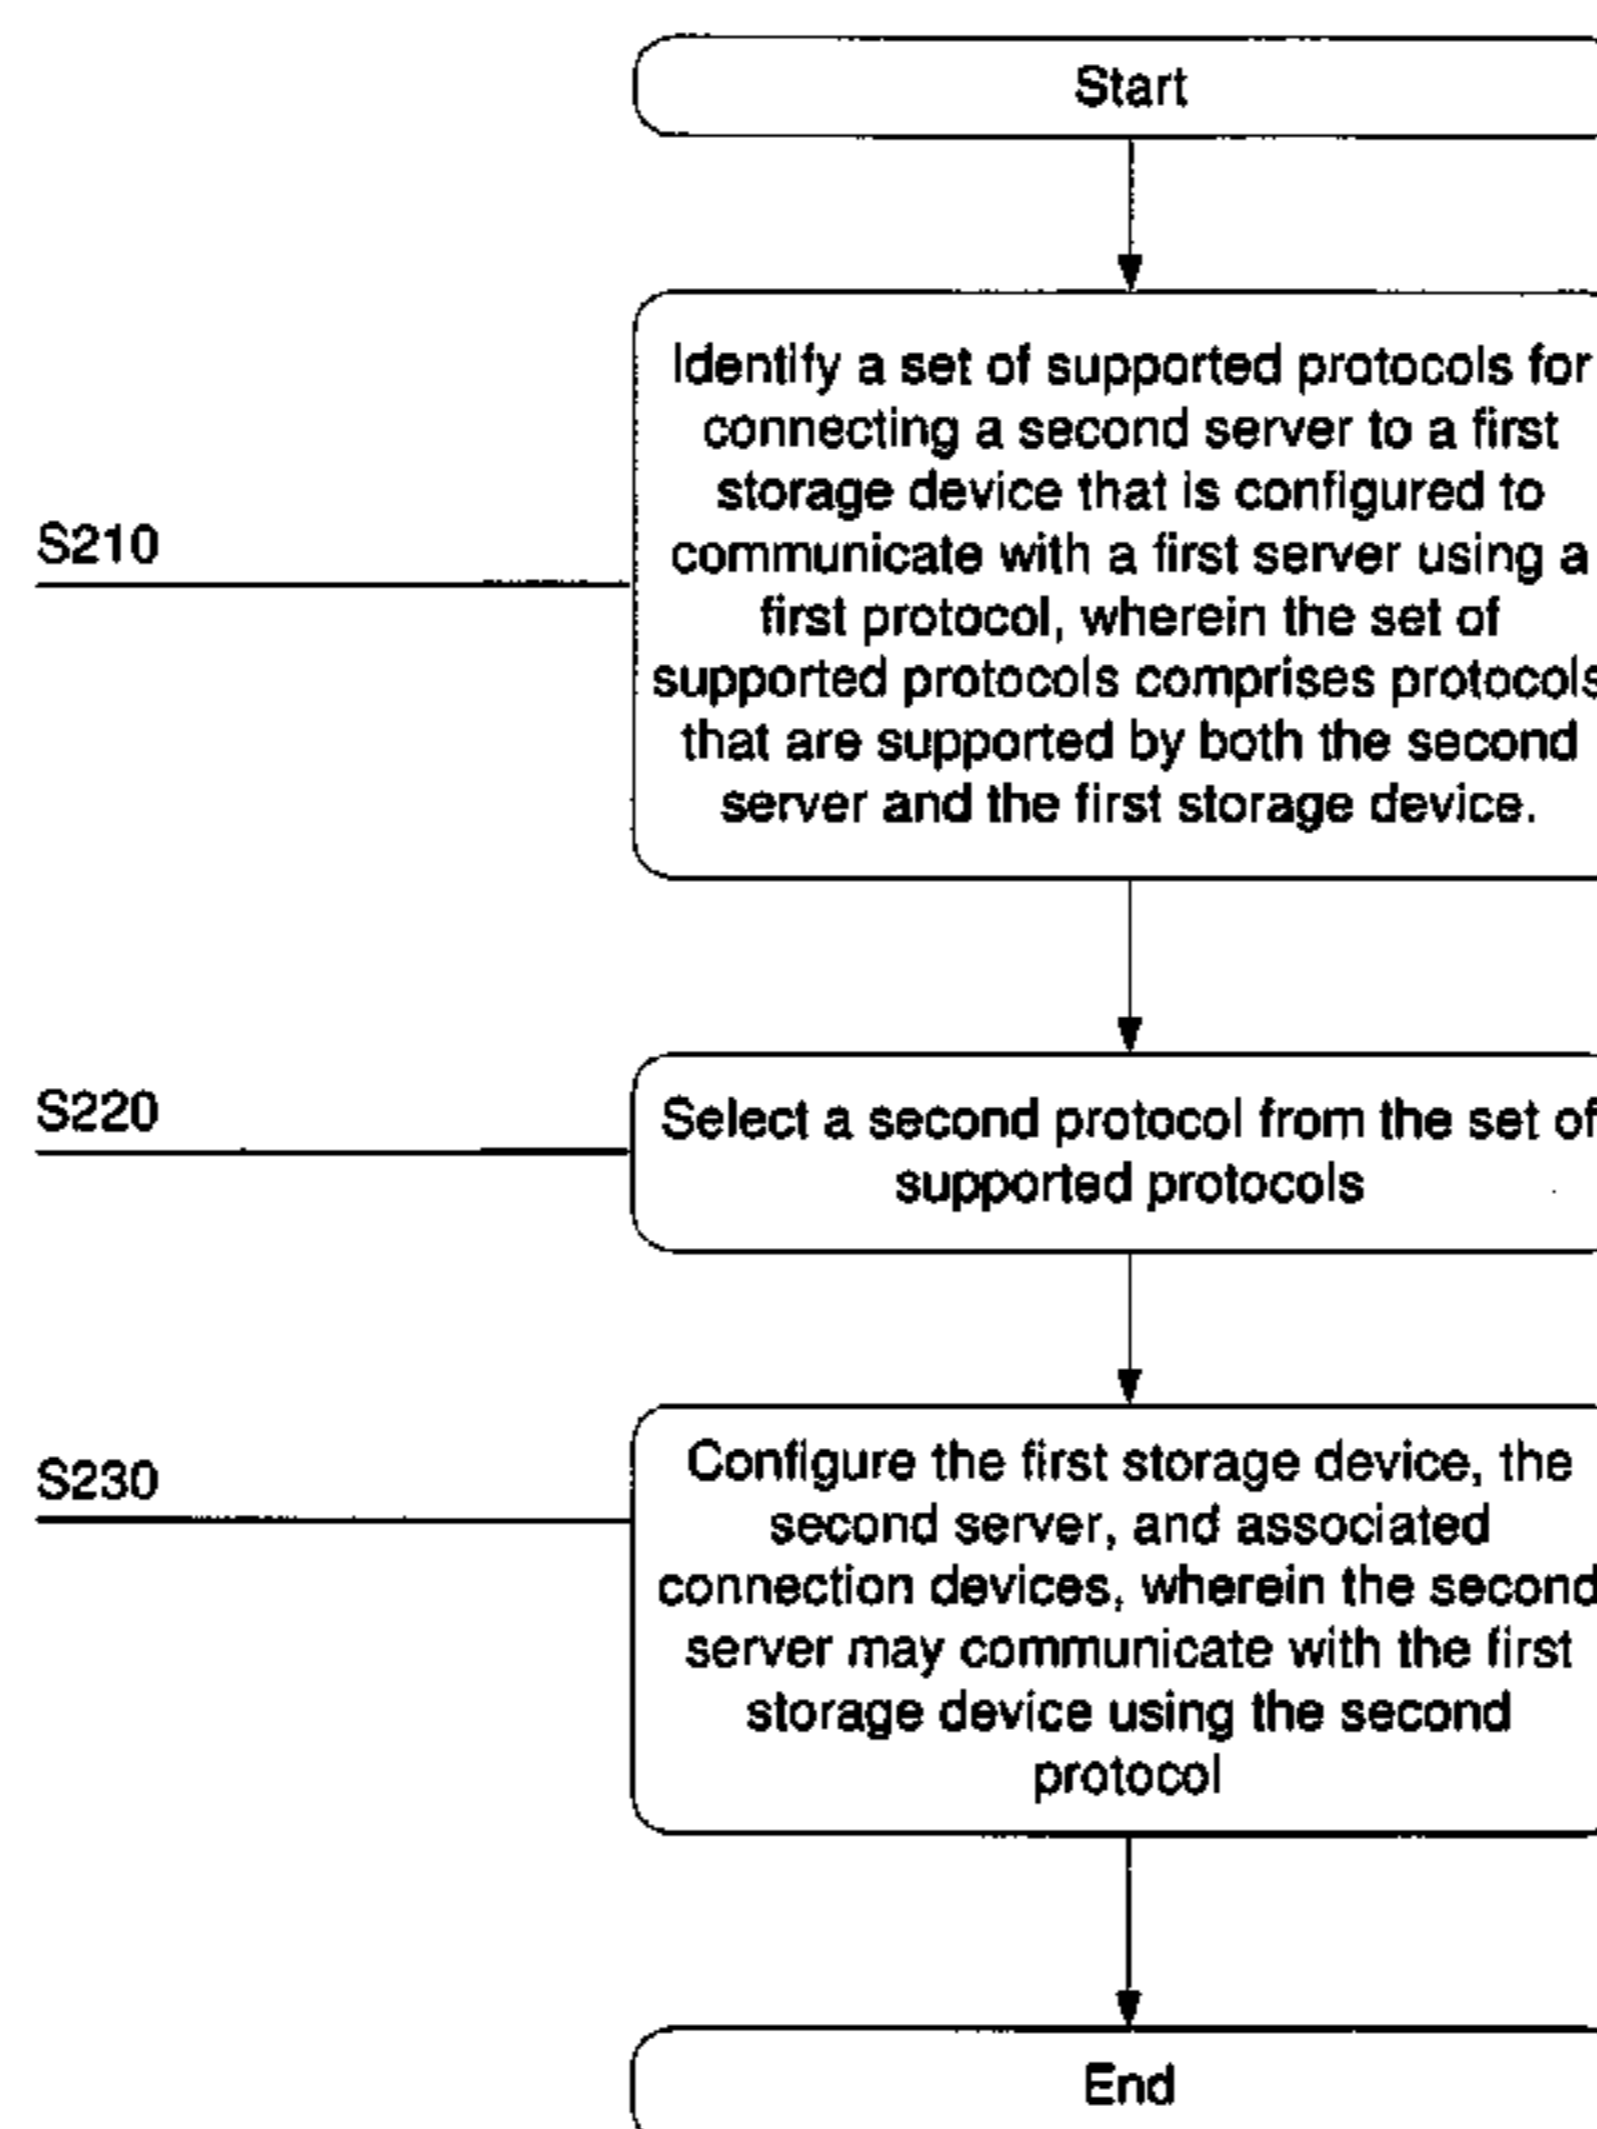 Start
Identify a set of supported protocols for
connecting a second server to a first
storage device that is configured to
communicate with a first server using a
first protocol, wherein the set of
supported protocols comprises protocols
that are supported by both the second
server and the first storage device.
S210
Select a second protocol from the set of
supported protocols
S220
Configure the first storage device, the
second server, and associated
connection devices, wherein the second
server may communicate with the first
storage device using the second
protocol
S230
End